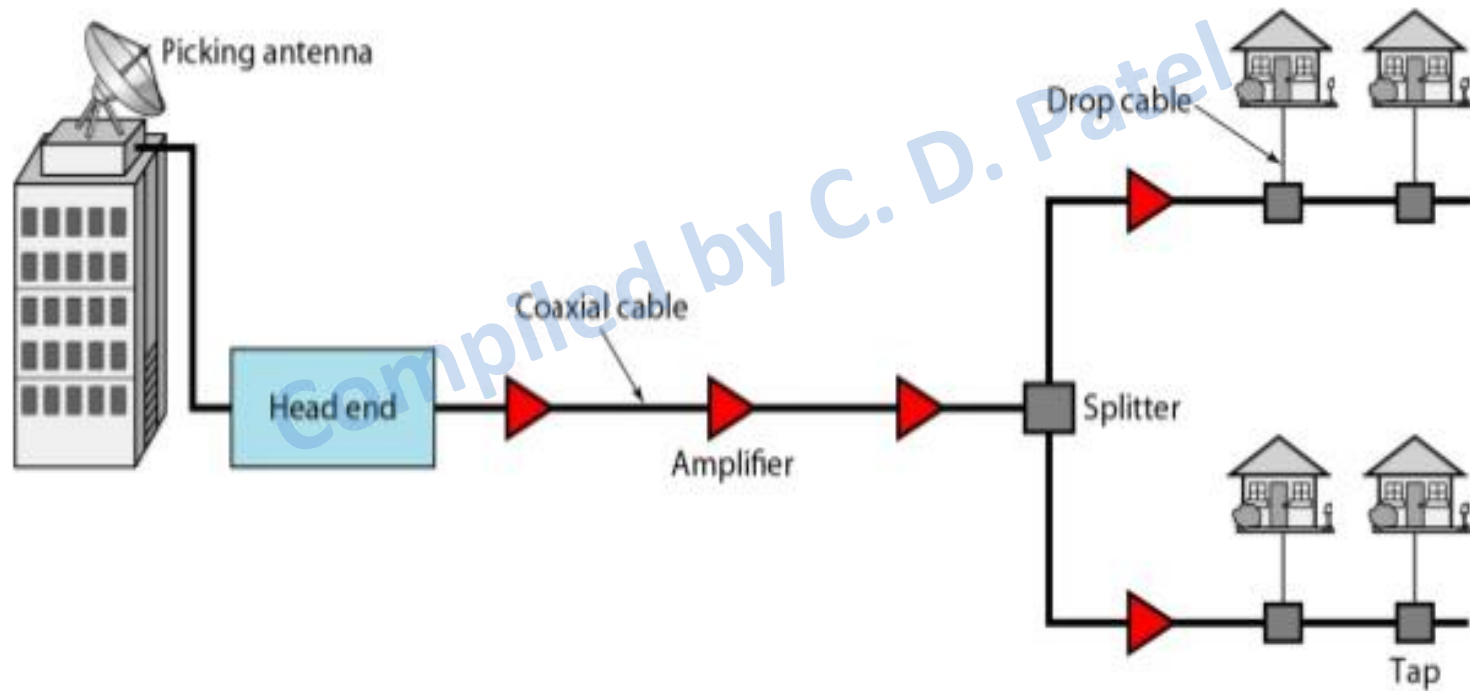 Picking antenna
Drop cable
Compiled by C. D. Patel
Coaxial cable
Head end
Splitter
Amplifier
Tap